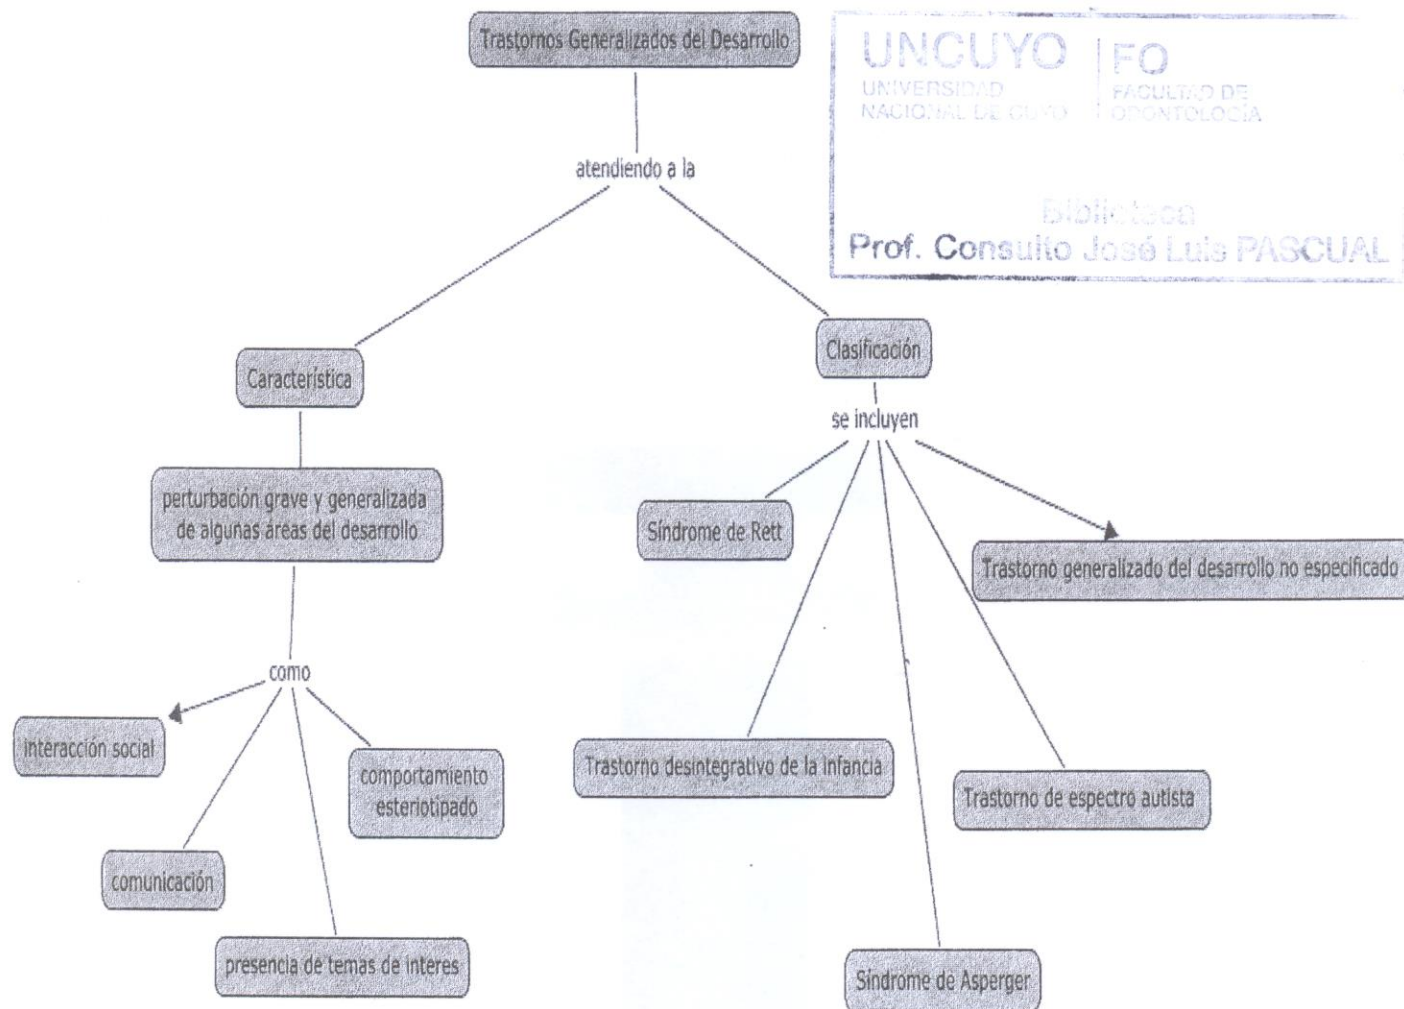 Trastornos Generalizados del Desarrollo
UNCUYO
UNIVERSIDAD
NACIONAL DE CUYO
FO
FACULTAD DE
ODONTOLOGÍA
Biblioteca
Prof. Consulto José Luis PASCUAL
atendiendo a la
Característica
Clasificación
se incluyen
perturbación grave y generalizada
de algunas áreas del desarrollo
Síndrome de Rett
Trastorno generalizado del desarrollo no especificado
como
interacción social
comportamiento
esteriotipado
comunicación
presencia de temas de interes
Trastorno desintegrativo de la infancia
Trastorno de espectro autista
Síndrome de Asperger